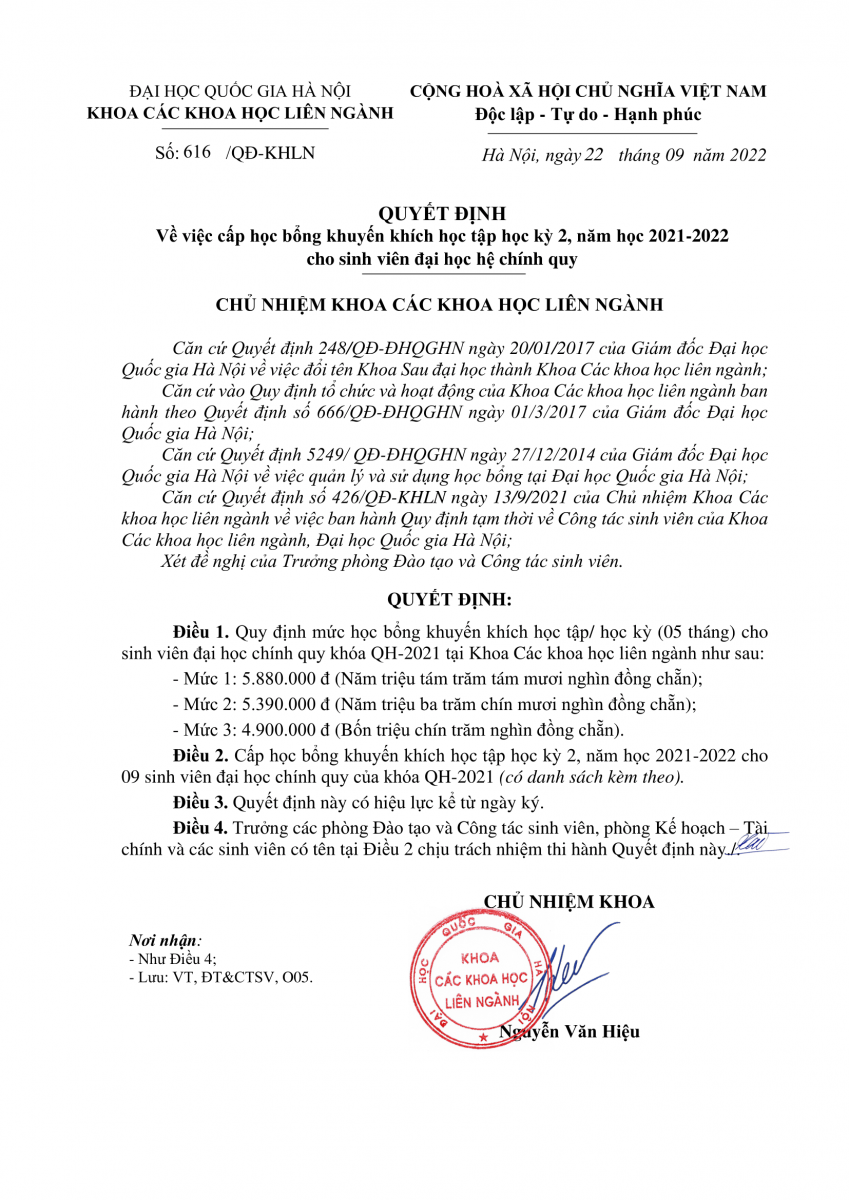 ĐẠI HỌC QUỐC GIA HÀ NỘI
KHOA CÁC KHOA HỌC LIÊN NGÀNH
CỘNG HOÀ XÃ HỘI CHỦ NGHĨA VIỆT NAM
Độc lập - Tự do - Hạnh phúc
Số: 616 /QĐ-KHLN
Hà Nội, ngày 22 tháng 09 năm 2022
QUYẾT ĐỊNH
Về việc cấp học bổng khuyến khích học tập học kỳ 2, năm học 2021-2022
cho sinh viên đại học hệ chính quy
CHỦ NHIỆM KHOA CÁC KHOA HỌC LIÊN NGÀNH
Căn cứ Quyết định 248/QĐ-ĐHQGHN ngày 20/01/2017 của Giám đốc Đại học
Quốc gia Hà Nội về việc đổi tên Khoa Sau đại học thành Khoa Các khoa học liên ngành;
Căn cứ vào Quy định tổ chức và hoạt động của Khoa Các khoa học liên ngành ban
hành theo Quyết định số 666/QĐ-ĐHQGHN ngày 01/3/2017 của Giám đốc Đại học
Quốc gia Hà Nội;
Căn cứ Quyết định 5249/ QĐ-ĐHQGHN ngày 27/12/2014 của Giám đốc Đại học
Quốc gia Hà Nội về việc quản lý và sử dụng học bổng tại Đại học Quốc gia Hà Nội;
Căn cứ Quyết định số 426/QĐ-KHLN ngày 13/9/2021 của Chủ nhiệm Khoa Các
khoa học liên ngành về việc ban hành Quy định tạm thời về Công tác sinh viên của Khoa
Các khoa học liên ngành, Đại học Quốc gia Hà Nội;
Xét đề nghị của Trưởng phòng Đào tạo và Công tác sinh viên.
QUYẾT ĐỊNH:
Điều 1. Quy định mức học bổng khuyến khích học tập/ học kỳ (05 tháng) cho
sinh viên đại học chính quy khóa QH-2021 tại Khoa Các khoa học liên ngành như sau:
- Mức 1: 5.880.000 đ (Năm triệu tám trăm tám mươi nghìn đồng chẵn);
- Mức 2: 5.390.000 đ (Năm triệu ba trăm chín mươi nghìn đồng chẵn);
- Mức 3: 4.900.000 đ (Bốn triệu chín trăm nghìn đồng chẵn).
Điều 2. Cấp học bổng khuyến khích học tập học kỳ 2, năm học 2021-2022 cho
09 sinh viên đại học chính quy của khóa QH-2021 (có danh sách kèm theo).
Điều 3. Quyết định này có hiệu lực kể từ ngày ký.
Điều 4. Trưởng các phòng Đào tạo và Công tác sinh viên, phòng Kế hoạch – Tài
chính và các sinh viên có tên tại Điều 2 chịu trách nhiệm thi hành Quyết định này./.
CHỦ NHIỆM KHOA
Nơi nhận:
- Như Điều 4;
- Lưu: VT, ĐT&CTSV, O05.
ĐẠI HỌC QUỐC GIA HÀ NỘI
KHOA
CÁC KHOA HỌC
LIÊN NGÀNH
Nguyễn Văn Hiệu